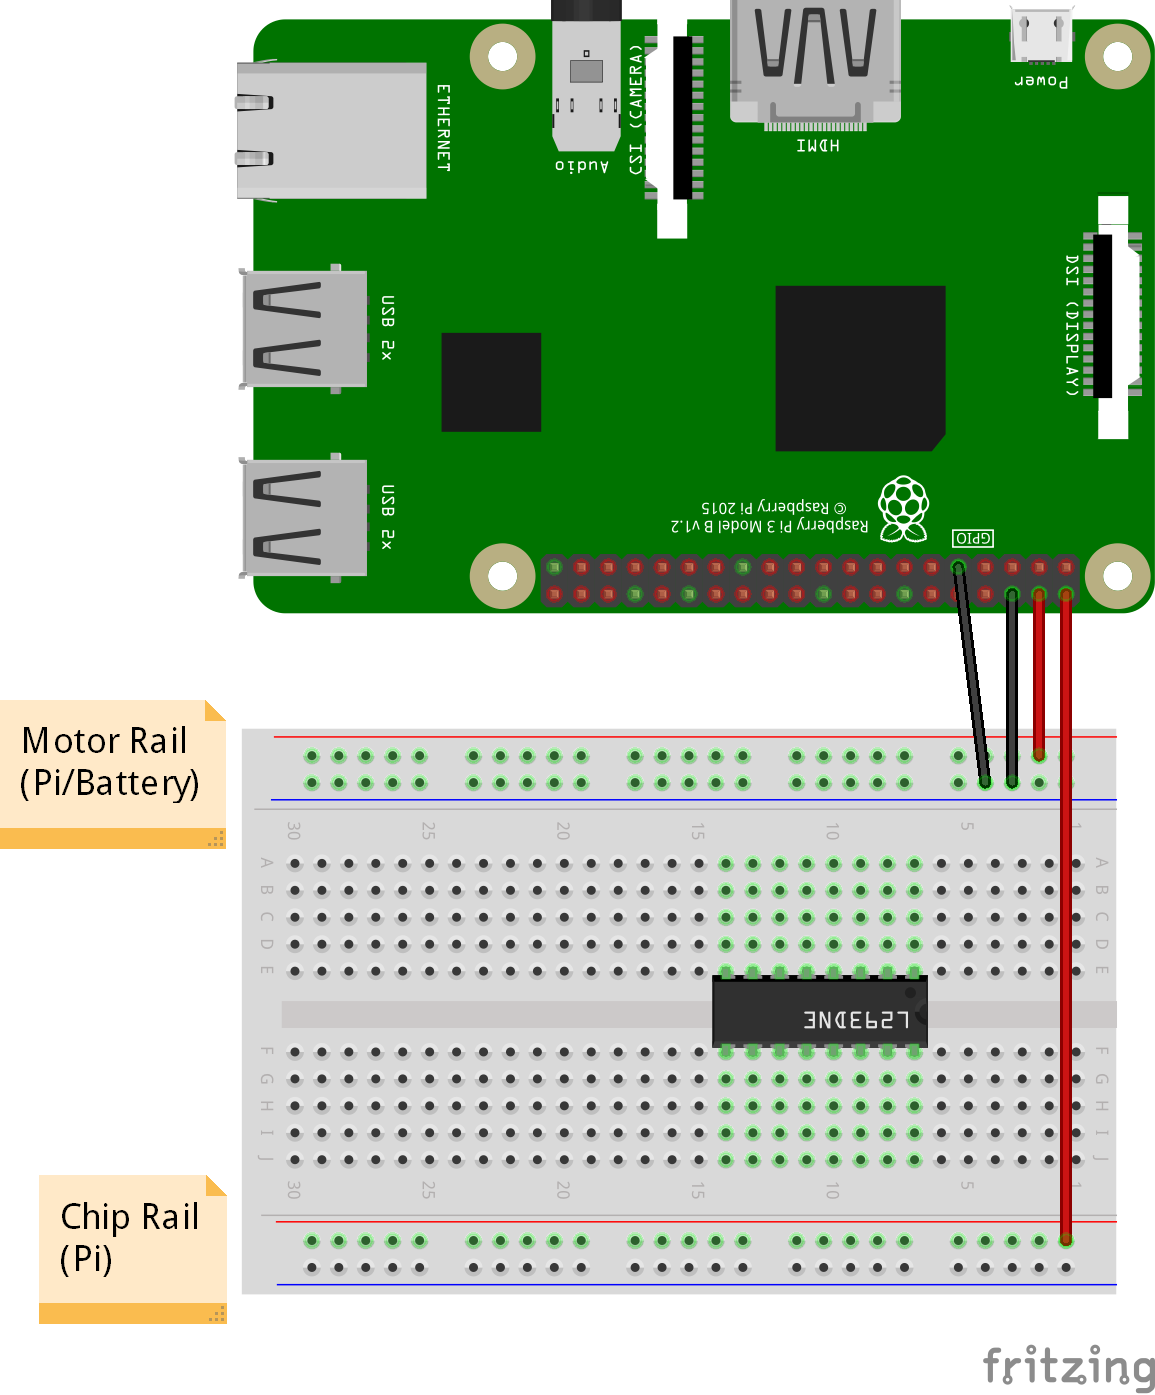 ETHERNET
Audio
CSI (CAMERA)
HDMI
Power
DSI (DISPLAY)
USB 2x
USB 2x
Raspberry Pi 3 Model B v1.2
© Raspberry Pi 2015
GPIO
Motor Rail
(Pi/Battery)
30 25 20 15 10 5 1
A A
B B
C C
D D
E E
L293DNE
F F
G G
H H
I I
J J
30 25 20 15 10 5 1
Chip Rail
(Pi)
fritzing